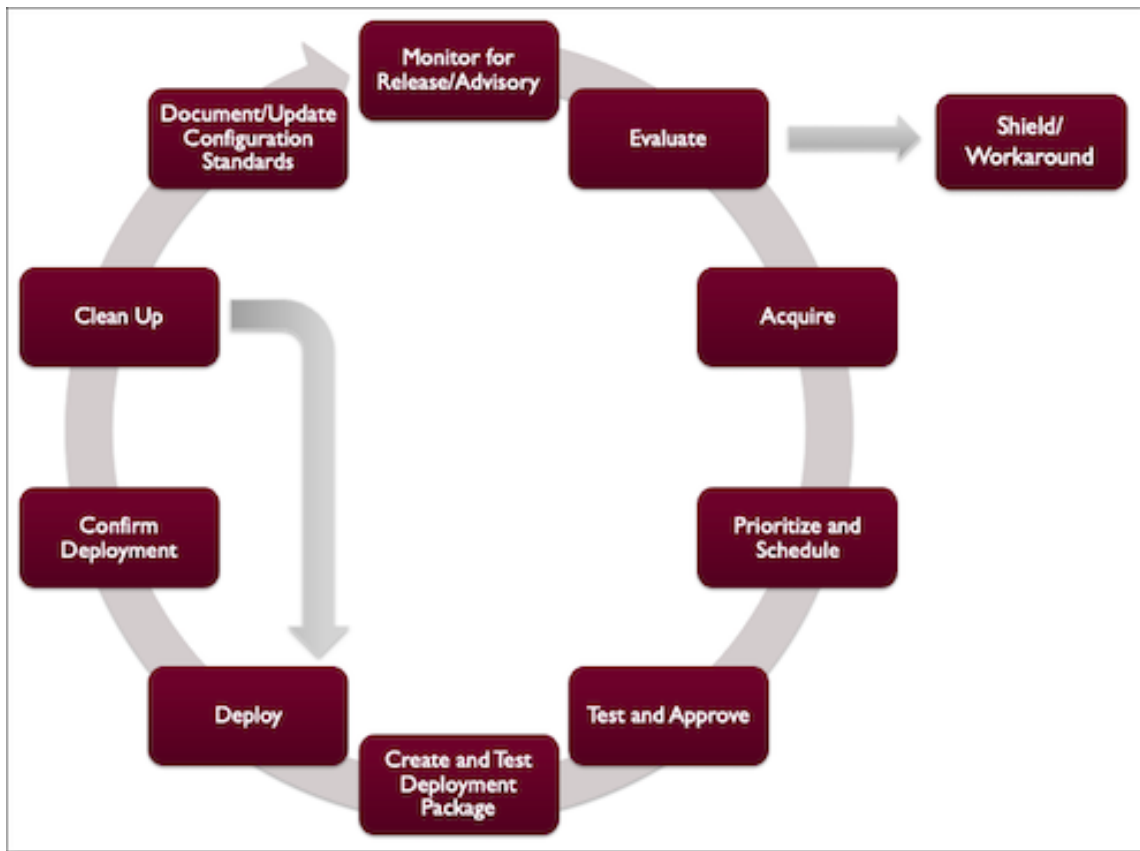 Monitor for
Release/Advisory
Evaluate
Shield/
Workaround
Acquire
Prioritize and
Schedule
Test and Approve
Create and Test
Deployment
Package
Deploy
Confirm
Deployment
Clean Up
Document/Update
Configuration
Standards